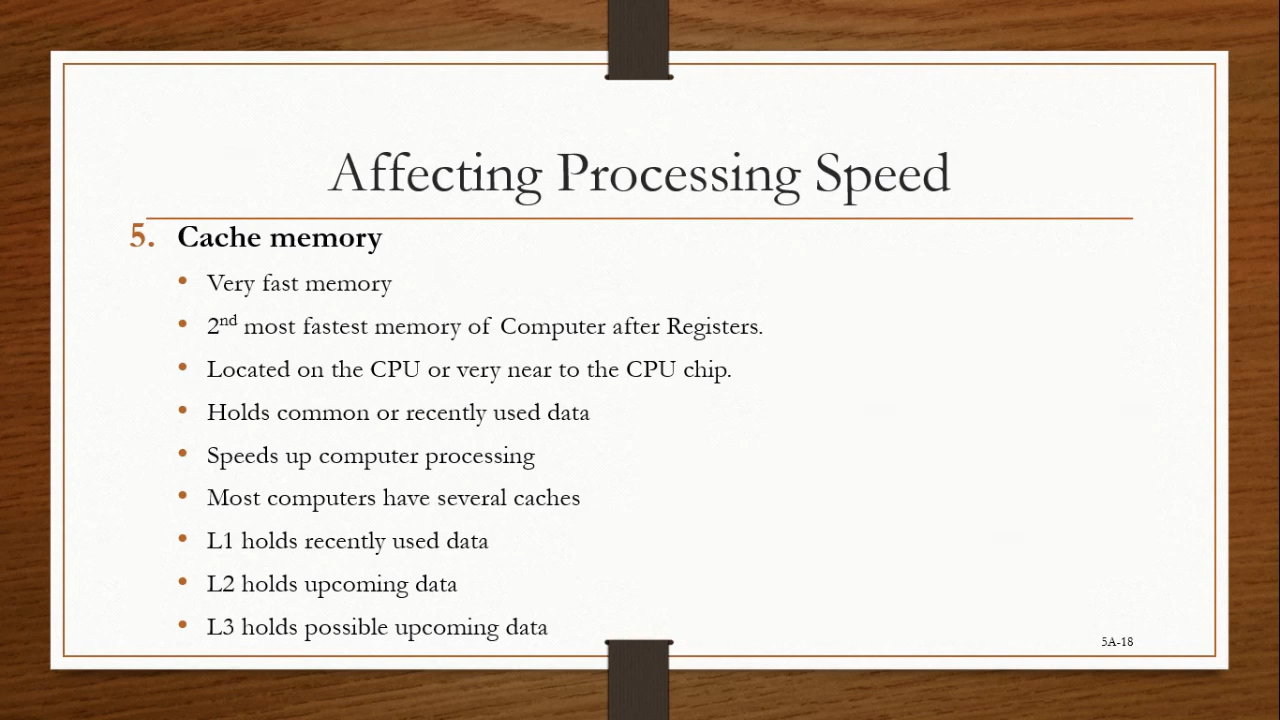 Affecting Processing Speed
5. Cache memory
• Very fast memory
• 2nd most fastest memory of Computer after Registers.
• Located on the CPU or very near to the CPU chip.
• Holds common or recently used data
• Speeds up computer processing
• Most computers have several caches
• L1 holds recently used data
• L2 holds upcoming data
• L3 holds possible upcoming data
5A-18